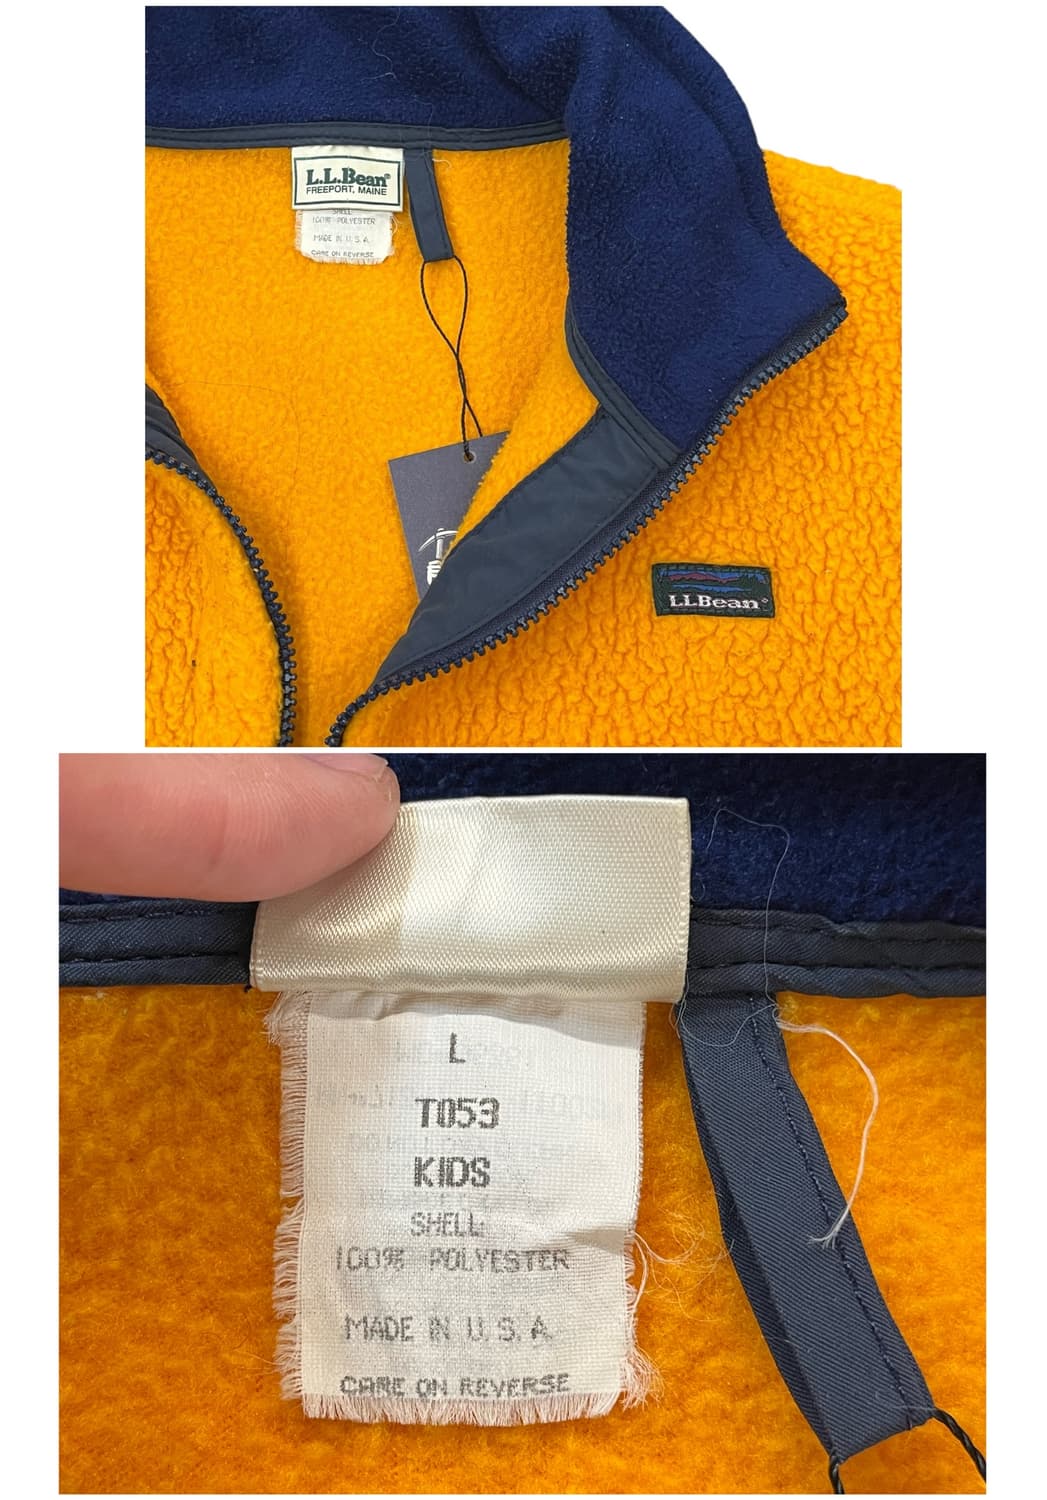 L.L.Bean®
FREEPORT, MAINE
SHELL:
100% POLYESTER
MADE IN U.S.A.
CARE ON REVERSE
LLBean®
L
T053
KIDS
SHELL:
100% POLYESTER
MADE IN U.S.A.
CARE ON REVERSE